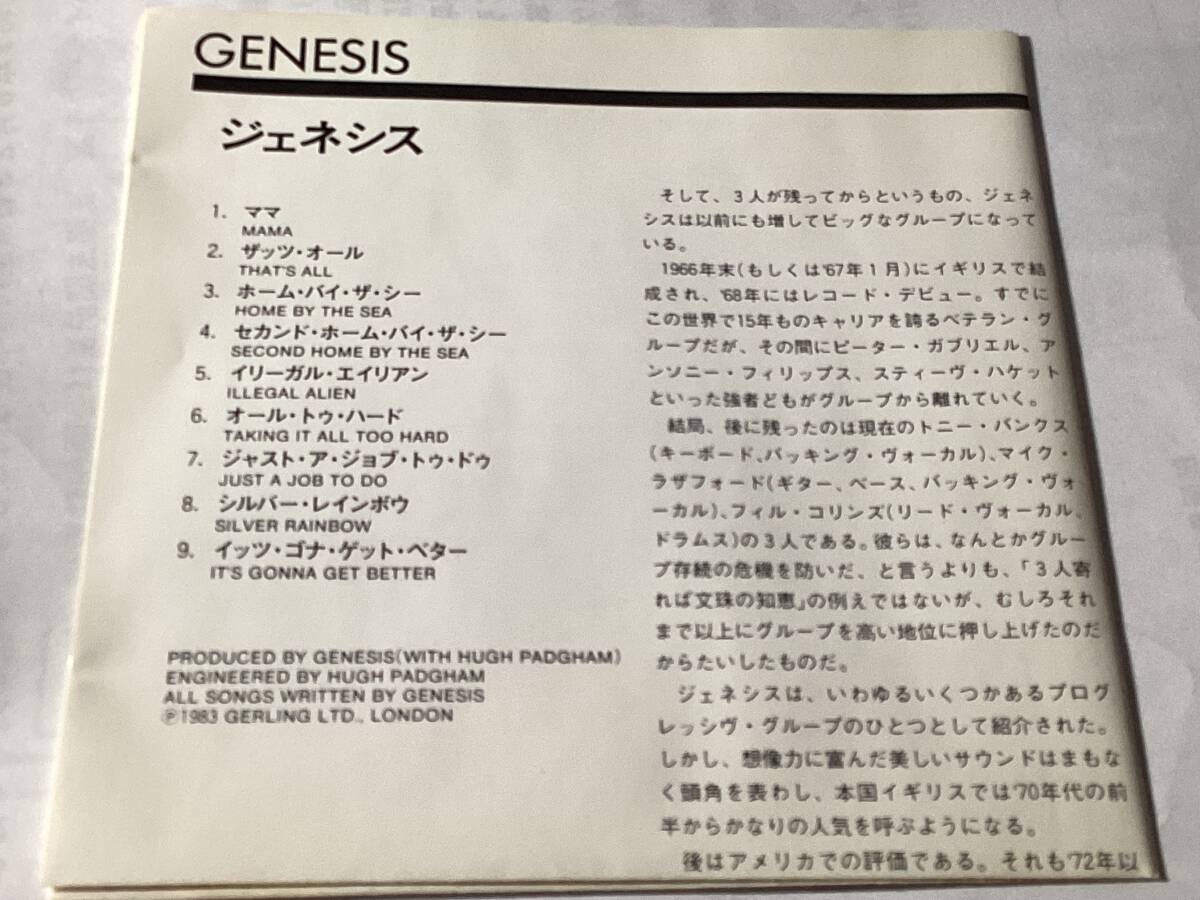 GENESIS
ジェネシス
1. ママ
MAMA
2. ザッツ・オール
THAT'S ALL
3. ホーム・バイ・ザ・シー
HOME BY THE SEA
4. セカンド・ホーム・バイ・ザ・シー
SECOND HOME BY THE SEA
5. イリーガル・エイリアン
ILLEGAL ALIEN
6. オール・トゥ・ハード
TAKING IT ALL TOO HARD
7. ジャスト・ア・ジョブ・トゥ・ドゥ
JUST A JOB TO DO
8. シルバー・レインボウ
SILVER RAINBOW
9. イッツ・ゴナ・ゲット・ベター
IT'S GONNA GET BETTER
PRODUCED BY GENESIS(WITH HUGH PADGHAM)
ENGINEERED BY HUGH PADGHAM
ALL SONGS WRITTEN BY GENESIS
Ⓟ1983 GERLING LTD., LONDON
そして、3人が残ってからというもの、ジェネ
シスは以前にも増してビッグなグループになって
いる。
1966年末(もしくは'67年1月)にイギリスで結
成され、'68年にはレコード・デビュー。すでに
この世界で15年ものキャリアを誇るベテラン・グ
ループだが、その間にピーター・ガブリエル、ア
ンソニー・フィリップス、スティーヴ・ハケット
といった強者どもがグループから離れていく。
結局、後に残ったのは現在のトニー・バンクス
(キーボード、バッキング・ヴォーカル)、マイク・
ラザフォード(ギター、ベース、バッキング・ヴォ
ーカル)、フィル・コリンズ(リード・ヴォーカル、
ドラムス)の3人である。彼らは、なんとかグルー
プ存続の危機を防いだ、と言うよりも、「3人寄
れば文珠の知恵」の例えではないが、むしろそれ
まで以上にグループを高い地位に押し上げたのだ
からたいしたものだ。
ジェネシスは、いわゆるいくつかあるプログ
レッシヴ・グループのひとつとして紹介された。
しかし、想像力に富んだ美しいサウンドはまもな
く頭角を表わし、本国イギリスでは'70年代の前
半からかなりの人気を呼ぶようになる。
後はアメリカでの評価である。それも'72年以